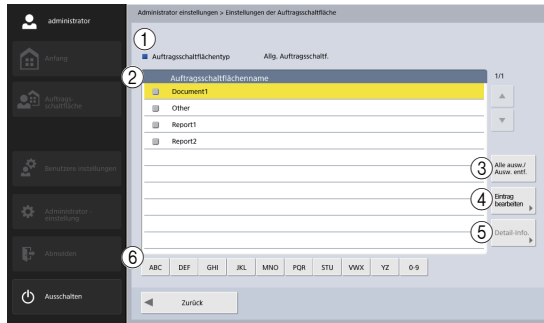 administrator
Administrator einstellungen > Einstellungen der Auftragsschaltfläche
1
Auftragsschaltflächentyp Allg. Auftragsschaltf.
Anfang
2
Auftragsschaltflächenname
1/1
Document1
Auftrags-
schaltfläche
Other
Report1
Report2
3
Alle ausw./
Ausw. entf.
Benutzere instellungen
4
Eintrag
bearbeiten
Administrator
einstellung
5
Detail-Info.
Abmelden
6
ABC DEF GHI JKL MNO PQR STU VWX YZ 0-9
Ausschalten
Zurück